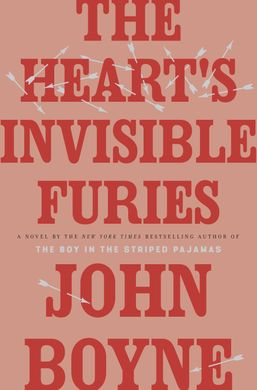 THE
HEART'S
INVISIBLE
FURIES
A NOVEL BY THE NEW YORK TIMES BESTSELLING AUTHOR OF
THE BOY IN THE STRIPED PAJAMAS
JOHN
BOYNE